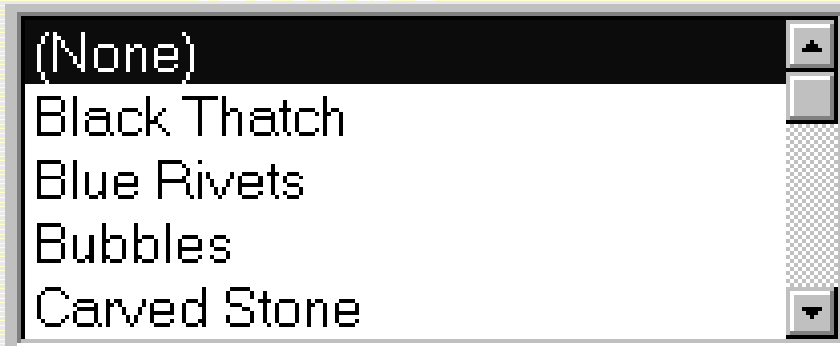 (None)
Black Thatch
Blue Rivets
Bubbles
Carved Stone